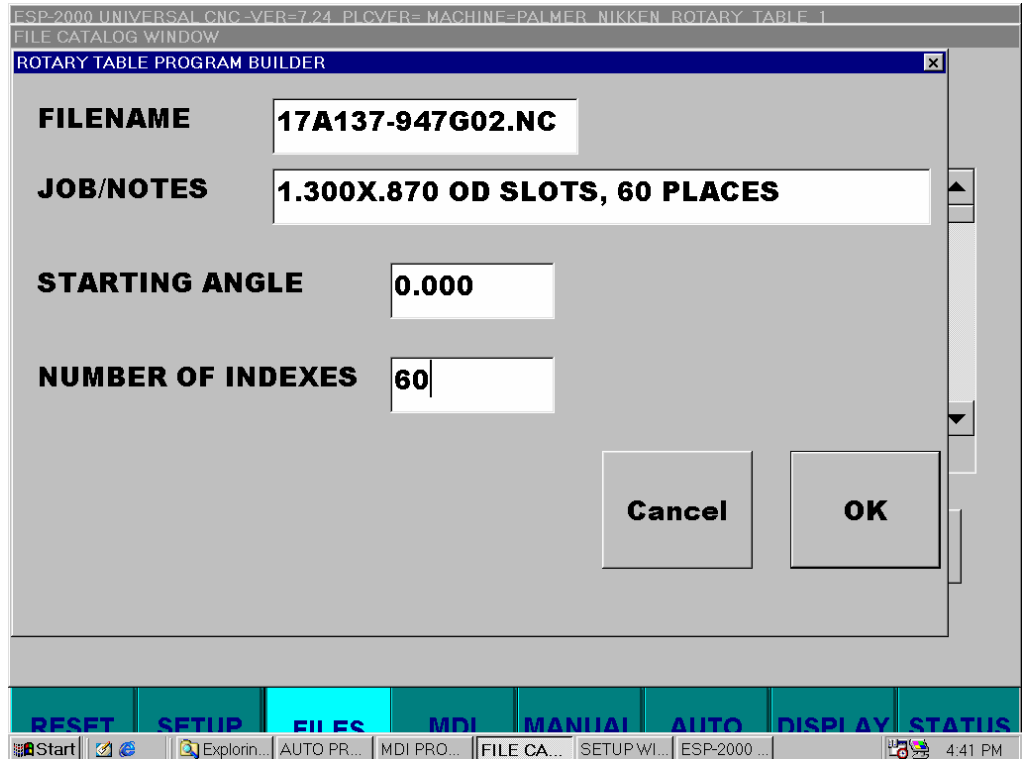 ESP-2000 UNIVERSAL CNC -VER=7.24 PLCVER= MACHINE=PALMER NIKKEN ROTARY TABLE 1
FILE CATALOG WINDOW
ROTARY TABLE PROGRAM BUILDER
FILENAME 17A137-947G02.NC
JOB/NOTES 1.300X.870 OD SLOTS, 60 PLACES
STARTING ANGLE 0.000
NUMBER OF INDEXES 60
Cancel OK
RESET SETUP FILES MDI MANUAL AUTO DISPLAY STATUS
Start Explorin... AUTO PR... MDI PRO... FILE CA... SETUP WI... ESP-2000 ... 4:41 PM